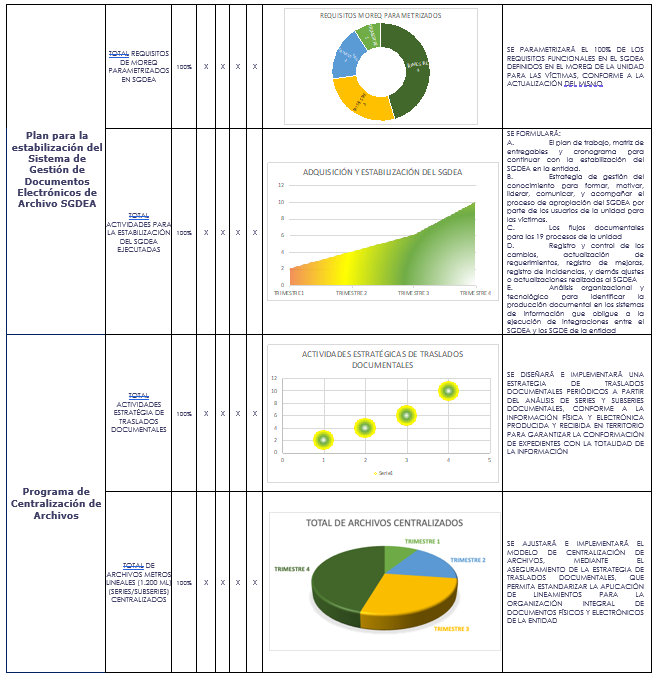 Plan para la
estabilización del
Sistema de
Gestión de
Documentos
Electrónicos de
Archivo SGDEA
TOTAL REQUISITOS
DE MOREQ
PARAMETRIZADOS
EN SGDEA
100%
X
X
X
X
REQUISITOS MOREQ PARAMETRIZADOS
SE PARAMETRIZARÁ EL 100% DE LOS
REQUISITOS FUNCIONALES EN EL SGDEA
DEFINIDOS EN EL MOREQ DE LA UNIDAD
PARA LAS VÍCTIMAS, CONFORME A LA
ACTUALIZACIÓN DEL MISMO
TOTAL
ACTIVIDADES PARA
LA ESTABILIZACIÓN
DEL SGDEA
EJECUTADAS
100%
X
X
X
X
ADQUISICIÓN Y ESTABILIZACIÓN DEL SGDEA
12
10
8
6
4
2
0
TRIMESTRE 1
TRIMESTRE 2
TRIMESTRE 3
TRIMESTRE 4
SE FORMULARÁ:
A. El plan de trabajo, matriz de
entregables y cronograma para
continuar con la estabilización del
SGDEA en la entidad.
B. Estrategia de gestión del
conocimiento para formar, motivar,
liderar, comunicar, y acompañar el
proceso de apropiación del SGDEA por
parte de los usuarios de la unidad para
las víctimas.
C. Los flujos documentales
para los 19 procesos de la unidad
D. Registro y control de los
cambios, actualización de
requerimientos, registro de mejoras,
registro de incidencias, y demás ajustes
o actualizaciones realizadas al SGDEA
E. Análisis organizacional y
tecnológico para identificar la
producción documental en los sistemas
de información que obligue a la
ejecución de integraciones entre el
SGDEA y los SGDE de la entidad
Programa de
Centralización de
Archivos
TOTAL
ACTIVIDADES
ESTRATÉGIA DE
TRASLADOS
DOCUMENTALES
100%
X
X
X
X
ACTIVIDADES ESTRATÉGICAS DE TRASLADOS
DOCUMENTALES
12
10
8
6
4
2
0
0
1
2
3
4
5
Serie1
SE DISEÑARÁ E IMPLEMENTARÁ UNA
ESTRATEGIA DE TRASLADOS
DOCUMENTALES PERIÓDICOS A PARTIR
DEL ANÁLISIS DE SERIES Y SUBSERIES
DOCUMENTALES, CONFORME A LA
INFORMACIÓN FÍSICA Y ELECTRÓNICA
PRODUCIDA Y RECIBIDA EN TERRITORIO
PARA GARANTIZAR LA CONFORMACIÓN
DE EXPEDIENTES CON LA TOTALIDAD DE
LA INFORMACIÓN
TOTAL DE
ARCHIVOS METROS
LINEALES (1.200 ML)
(SERIES/SUBSERIES)
CENTRALIZADOS
100%
X
X
X
X
TOTAL DE ARCHIVOS CENTRALIZADOS
TRIMESTRE 1
TRIMESTRE 2
TRIMESTRE 3
TRIMESTRE 4
SE AJUSTARÁ E IMPLEMENTARÁ EL
MODELO DE CENTRALIZACIÓN DE
ARCHIVOS, MEDIANTE EL
ASEGURAMIENTO DE LA ESTRATEGIA DE
TRASLADOS DOCUMENTALES, QUE
PERMITA ESTANDARIZAR LA APLICACIÓN
DE LINEAMIENTOS PARA LA
ORGANIZACIÓN INTEGRAL DE
DOCUMENTOS FÍSICOS Y ELECTRÓNICOS
DE LA ENTIDAD